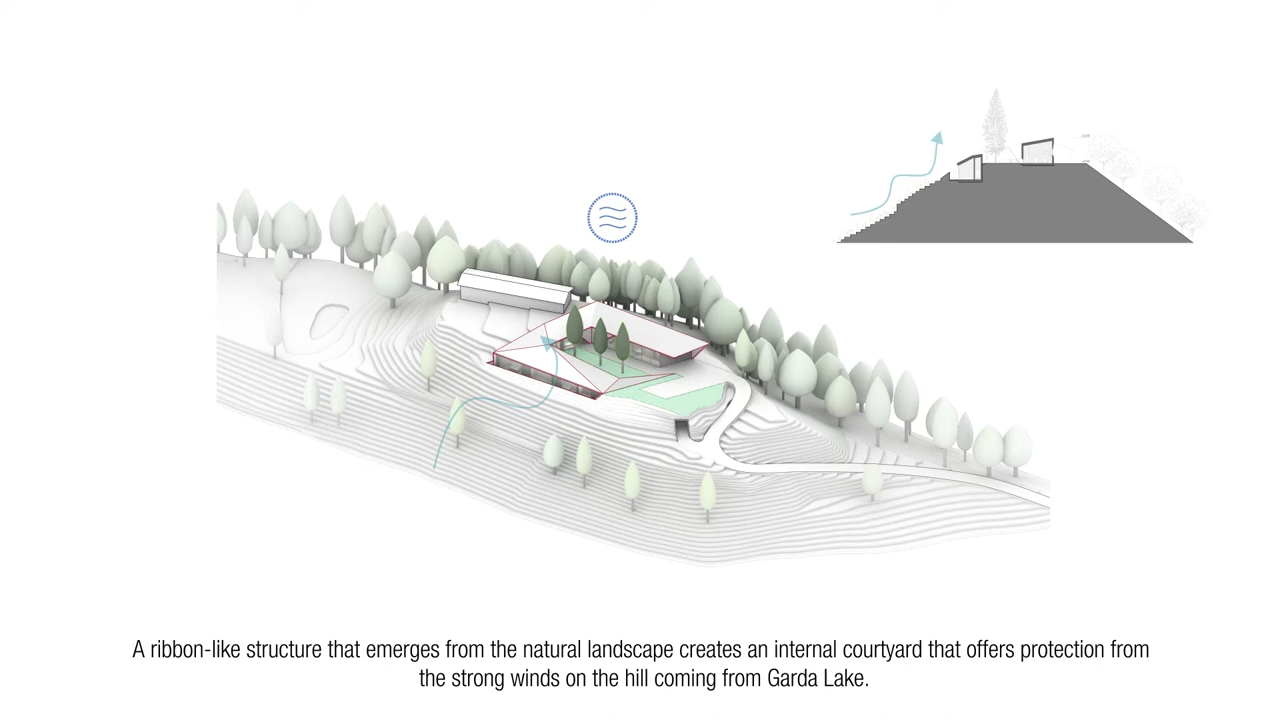 A ribbon-like structure that emerges from the natural landscape creates an internal courtyard that offers protection from
the strong winds on the hill coming from Garda Lake.